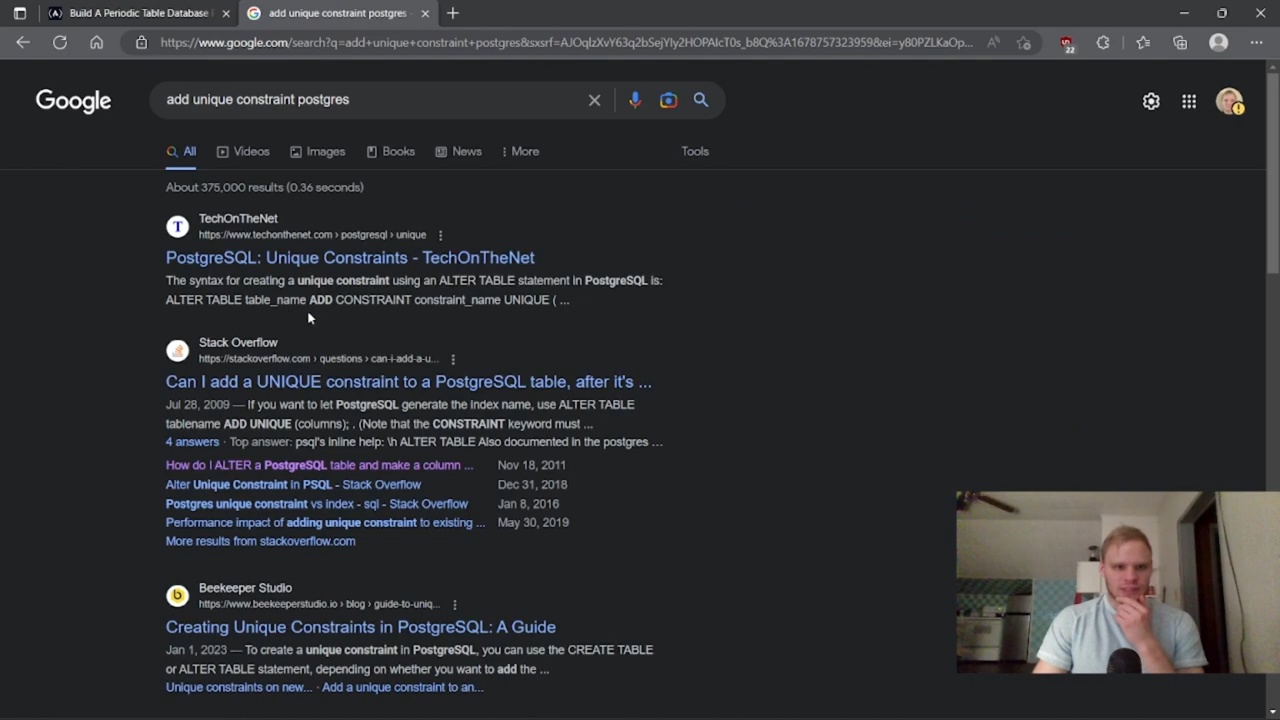 Build A Periodic Table Database
add unique constraint postgres
https://www.google.com/search?q=add+unique+constraint+postgres&sxsrf=AJOqlzXvY63q2bSejYIy2HOPAIcT0s_b8Q%3A1678757323959&ei=y80PZLKaOp...
22
Google
add unique constraint postgres
All
Videos
Images
Books
News
More
Tools
About 375,000 results (0.36 seconds)
T
TechOnTheNet
https://www.techonthenet.com › postgresql › unique
PostgreSQL: Unique Constraints - TechOnTheNet
The syntax for creating a unique constraint using an ALTER TABLE statement in PostgreSQL is:
ALTER TABLE table_name ADD CONSTRAINT constraint_name UNIQUE ( ...
Stack Overflow
https://stackoverflow.com › questions › can-i-add-a-u...
Can I add a UNIQUE constraint to a PostgreSQL table, after it's ...
Jul 28, 2009 — If you want to let PostgreSQL generate the index name, use ALTER TABLE
tablename ADD UNIQUE (columns); . (Note that the CONSTRAINT keyword must ...
4 answers · Top answer: psql's inline help: \h ALTER TABLE Also documented in the postgres ...
How do I ALTER a PostgreSQL table and make a column ... Nov 18, 2011
Alter Unique Constraint in PSQL - Stack Overflow Dec 31, 2018
Postgres unique constraint vs index - sql - Stack Overflow Jan 8, 2016
Performance impact of adding unique constraint to existing ... May 30, 2019
More results from stackoverflow.com
b
Beekeeper Studio
https://www.beekeeperstudio.io › blog › guide-to-uniq...
Creating Unique Constraints in PostgreSQL: A Guide
Jan 1, 2023 — To create a unique constraint in PostgreSQL, you can use the CREATE TABLE
or ALTER TABLE statement, depending on whether you want to add the ...
Unique constraints on new... · Add a unique constraint to an...